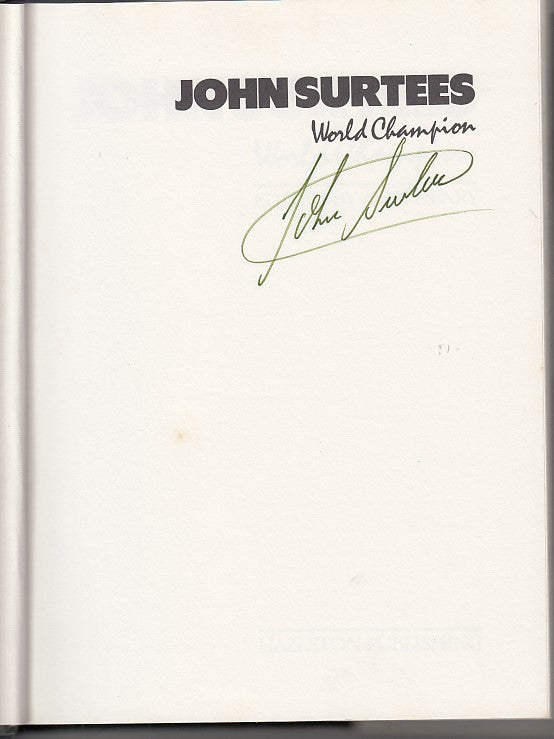 JOHN SURTEES
World Champion
John Surtees
HAZLETON PUBLISHING